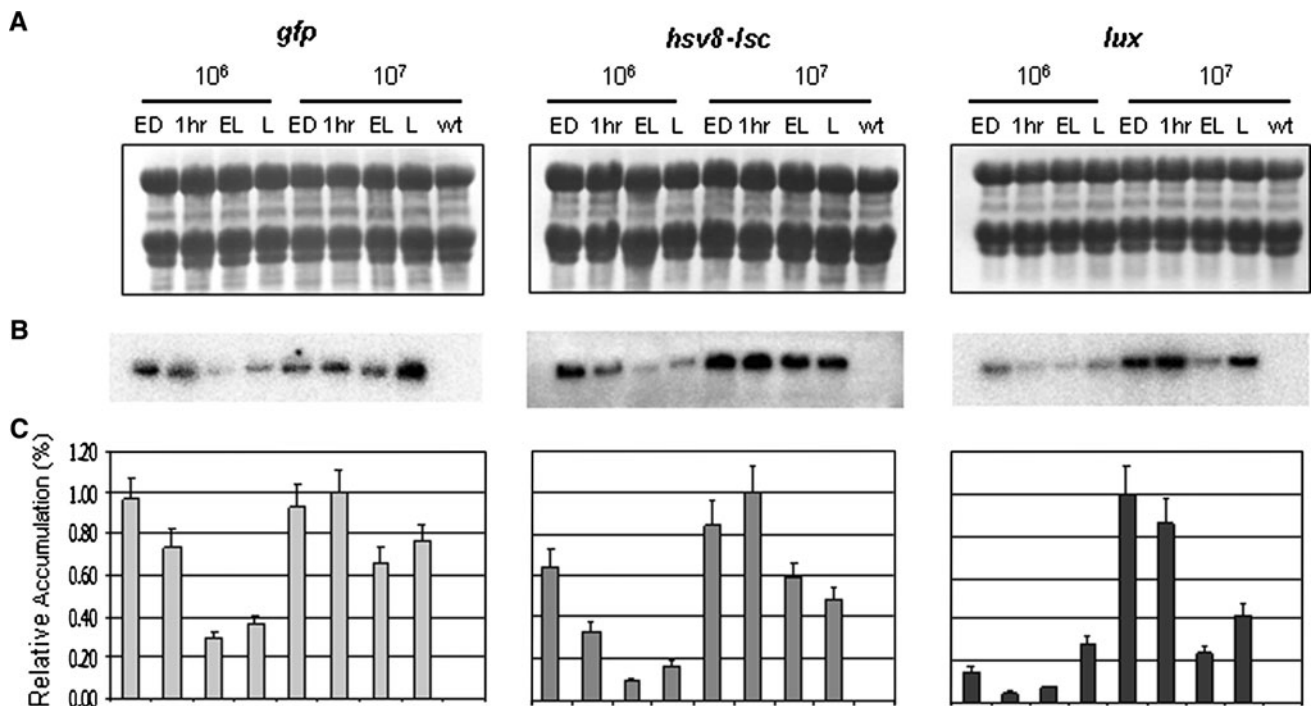 A
gfp hsv8-lsc lux
10⁶ 10⁷ 10⁶ 10⁷ 10⁶ 10⁷
ED 1hr EL L ED 1hr EL L wt ED 1hr EL L ED 1hr EL L wt ED 1hr EL L ED 1hr EL L wt
B
C
Relative Accumulation (%)
1.20
1.00
0.80
0.60
0.40
0.20
0.00